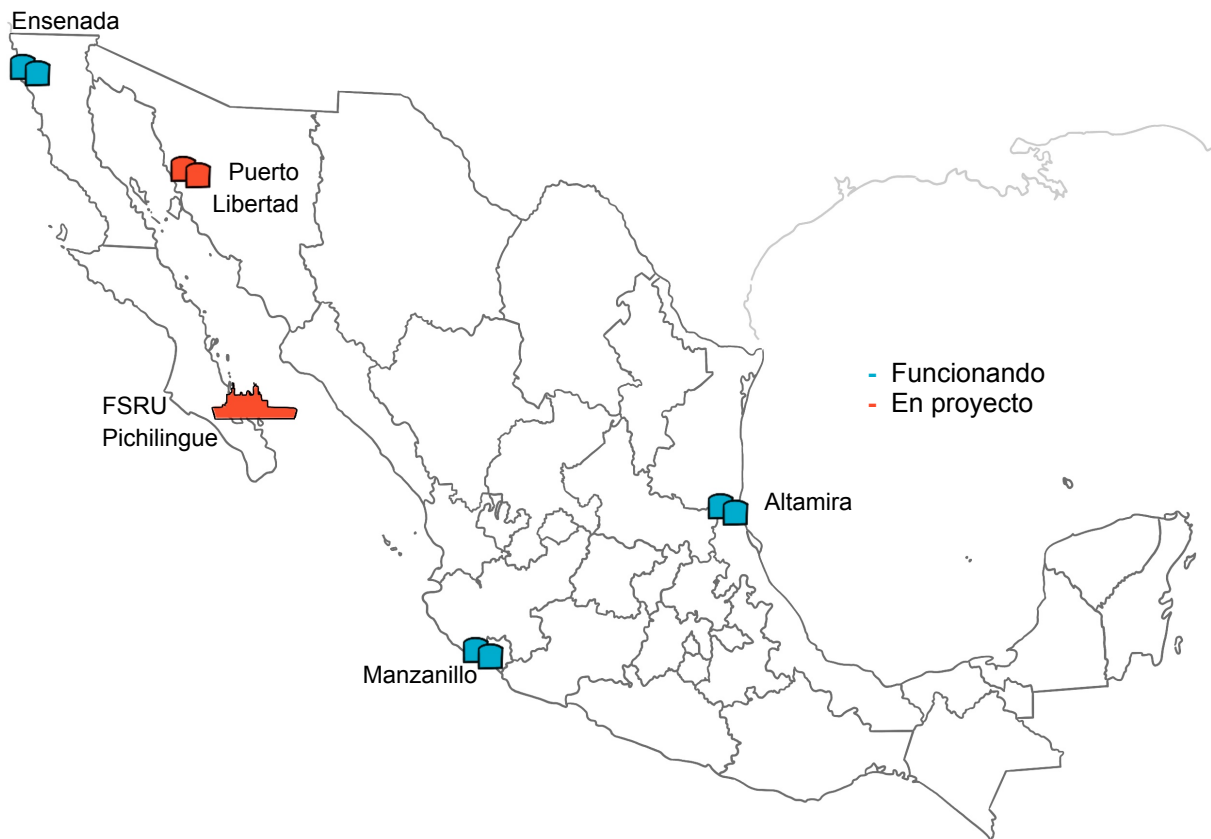 Ensenada
Puerto
Libertad
- Funcionando
- En proyecto
FSRU
Pichilingue
Altamira
Manzanillo